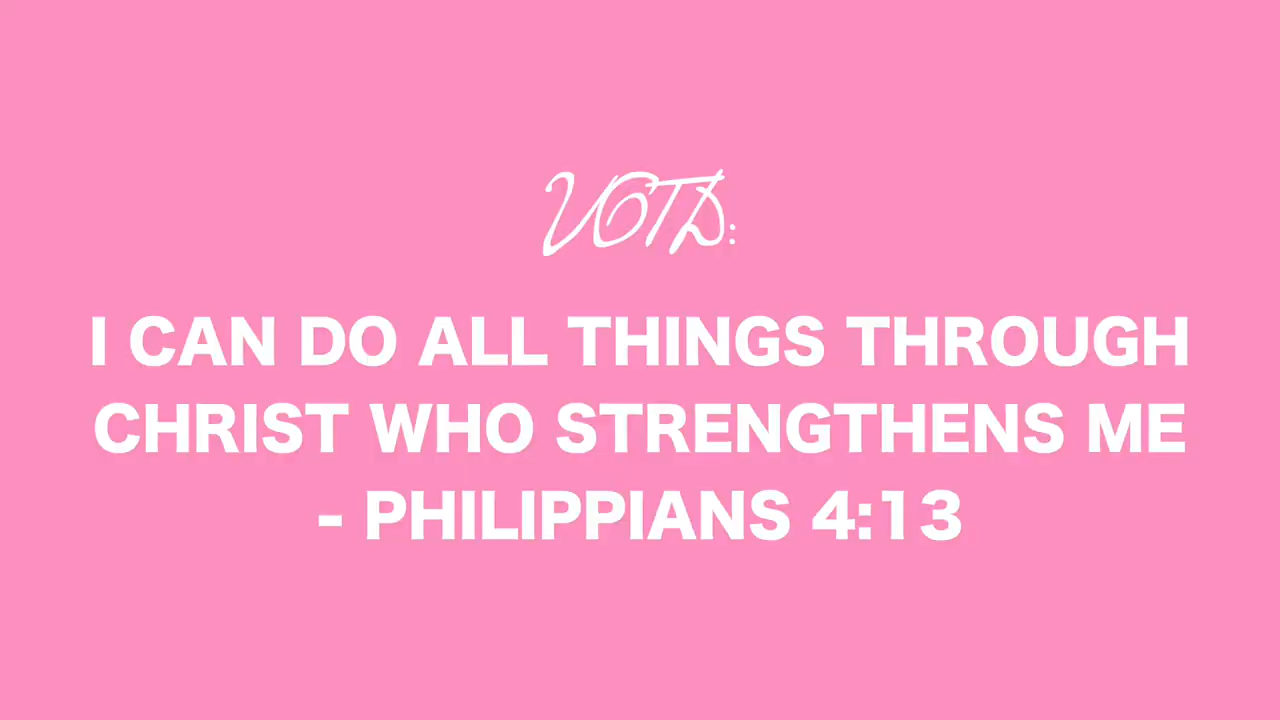 VOTD:
I CAN DO ALL THINGS THROUGH
CHRIST WHO STRENGTHENS ME
- PHILIPPIANS 4:13